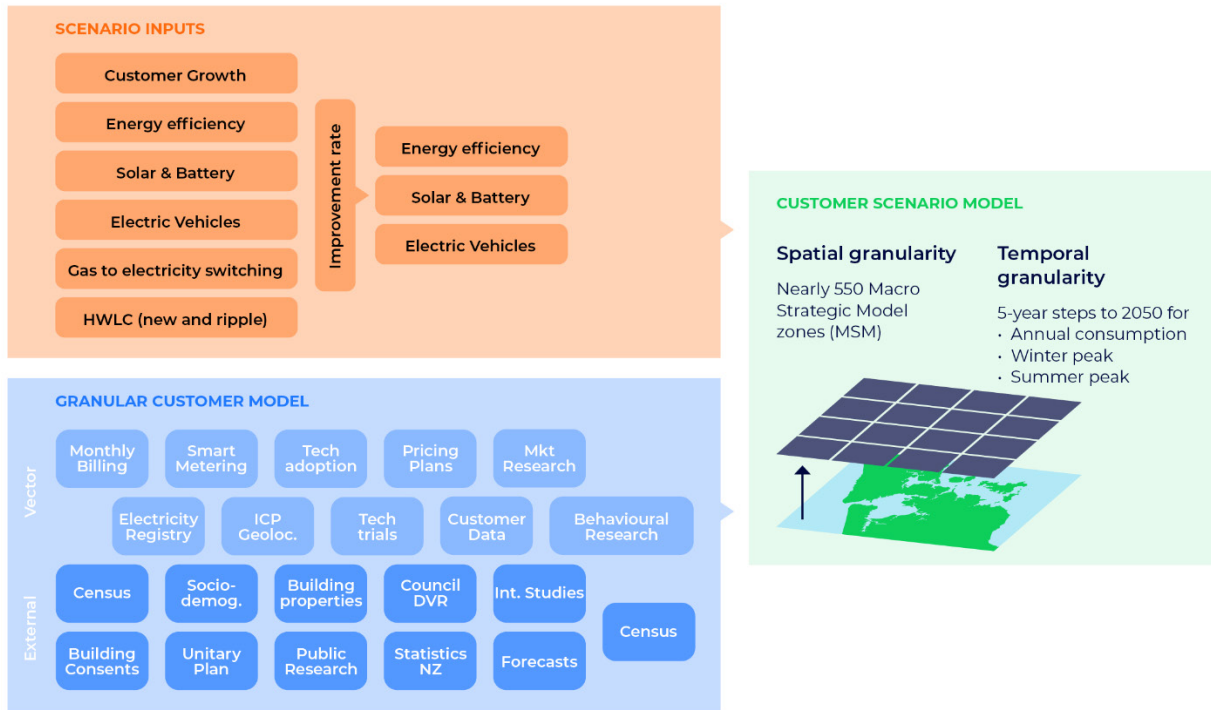 SCENARIO INPUTS
Customer Growth
Energy efficiency
Solar & Battery
Electric Vehicles
Gas to electricity switching
HWLC (new and ripple)
Improvement rate
Energy efficiency
Solar & Battery
Electric Vehicles
GRANULAR CUSTOMER MODEL
Vector
Monthly
Billing
Smart
Metering
Tech
adoption
Pricing
Plans
Mkt
Research
Electricity
Registry
ICP
Geoloc.
Tech
trials
Customer
Data
Behavioural
Research
External
Census
Socio-
demog.
Building
properties
Council
DVR
Int. Studies
Census
Building
Consents
Unitary
Plan
Public
Research
Statistics
NZ
Forecasts
CUSTOMER SCENARIO MODEL
Spatial granularity
Nearly 550 Macro
Strategic Model
zones (MSM)
Temporal
granularity
5-year steps to 2050 for
· Annual consumption
· Winter peak
· Summer peak